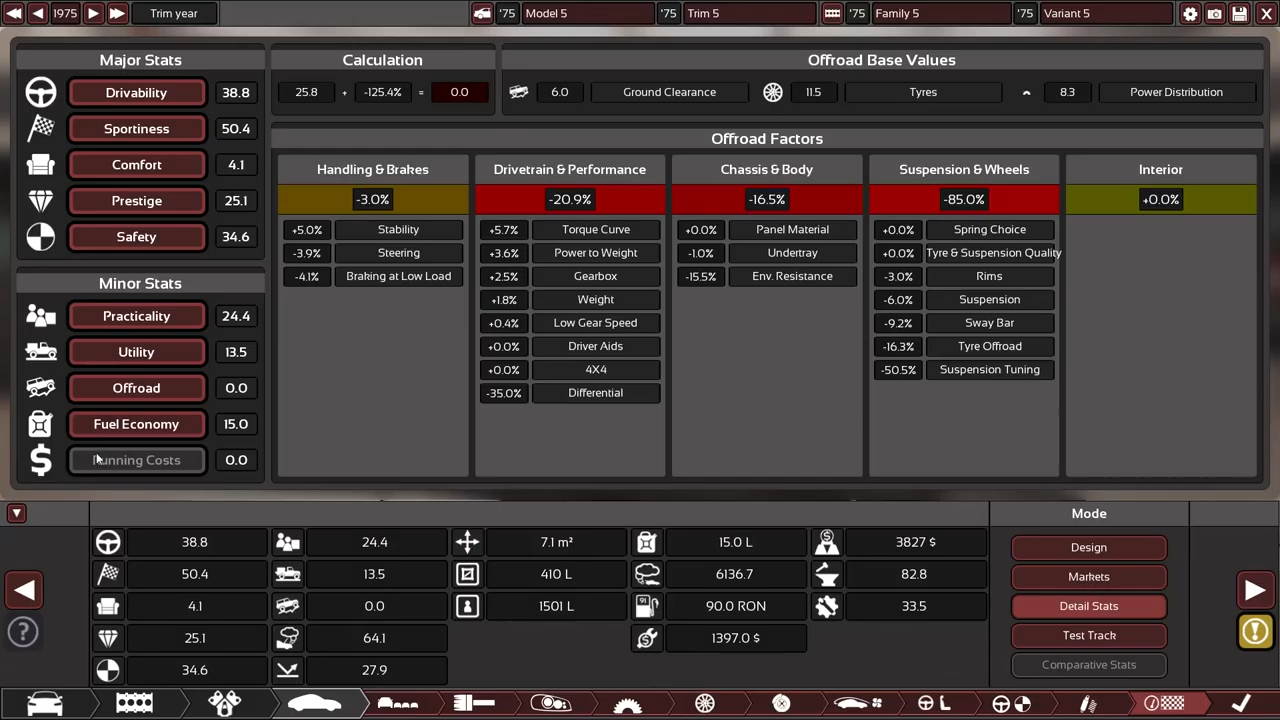 1975 Trim year '75 Model 5 '75 Trim 5 '75 Family 5 '75 Variant 5
Major Stats
Drivability 38.8
Sportiness 50.4
Comfort 4.1
Prestige 25.1
Safety 34.6
Minor Stats
Practicality 24.4
Utility 13.5
Offroad 0.0
Fuel Economy 15.0
Running Costs 0.0
Calculation
25.8 + -125.4% = 0.0
Offroad Base Values
6.0 Ground Clearance 11.5 Tyres 8.3 Power Distribution
Offroad Factors
Handling & Brakes
-3.0%
+5.0% Stability
-3.9% Steering
-4.1% Braking at Low Load
Drivetrain & Performance
-20.9%
+5.7% Torque Curve
+3.6% Power to Weight
+2.5% Gearbox
+1.8% Weight
+0.4% Low Gear Speed
+0.0% Driver Aids
+0.0% 4X4
-35.0% Differential
Chassis & Body
-16.5%
+0.0% Panel Material
-1.0% Undertray
-15.5% Env. Resistance
Suspension & Wheels
-85.0%
+0.0% Spring Choice
+0.0% Tyre & Suspension Quality
-3.0% Rims
-6.0% Suspension
-9.2% Sway Bar
-16.3% Tyre Offroad
-50.5% Suspension Tuning
Interior
+0.0%
38.8 24.4 7.1 m² 15.0 L 3827 $
50.4 13.5 410 L 6136.7 82.8
4.1 0.0 1501 L 91 90.0 RON 33.5
25.1 64.1 1397.0 $
34.6 27.9
Mode
Design
Markets
Detail Stats
Test Track
Comparative Stats